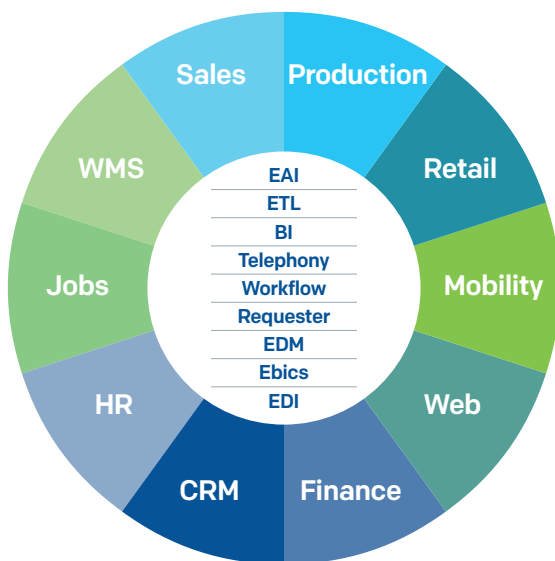 Sales
Production
Retail
Mobility
Web
Finance
CRM
HR
Jobs
WMS
EAI
ETL
BI
Telephony
Workflow
Requester
EDM
Ebics
EDI